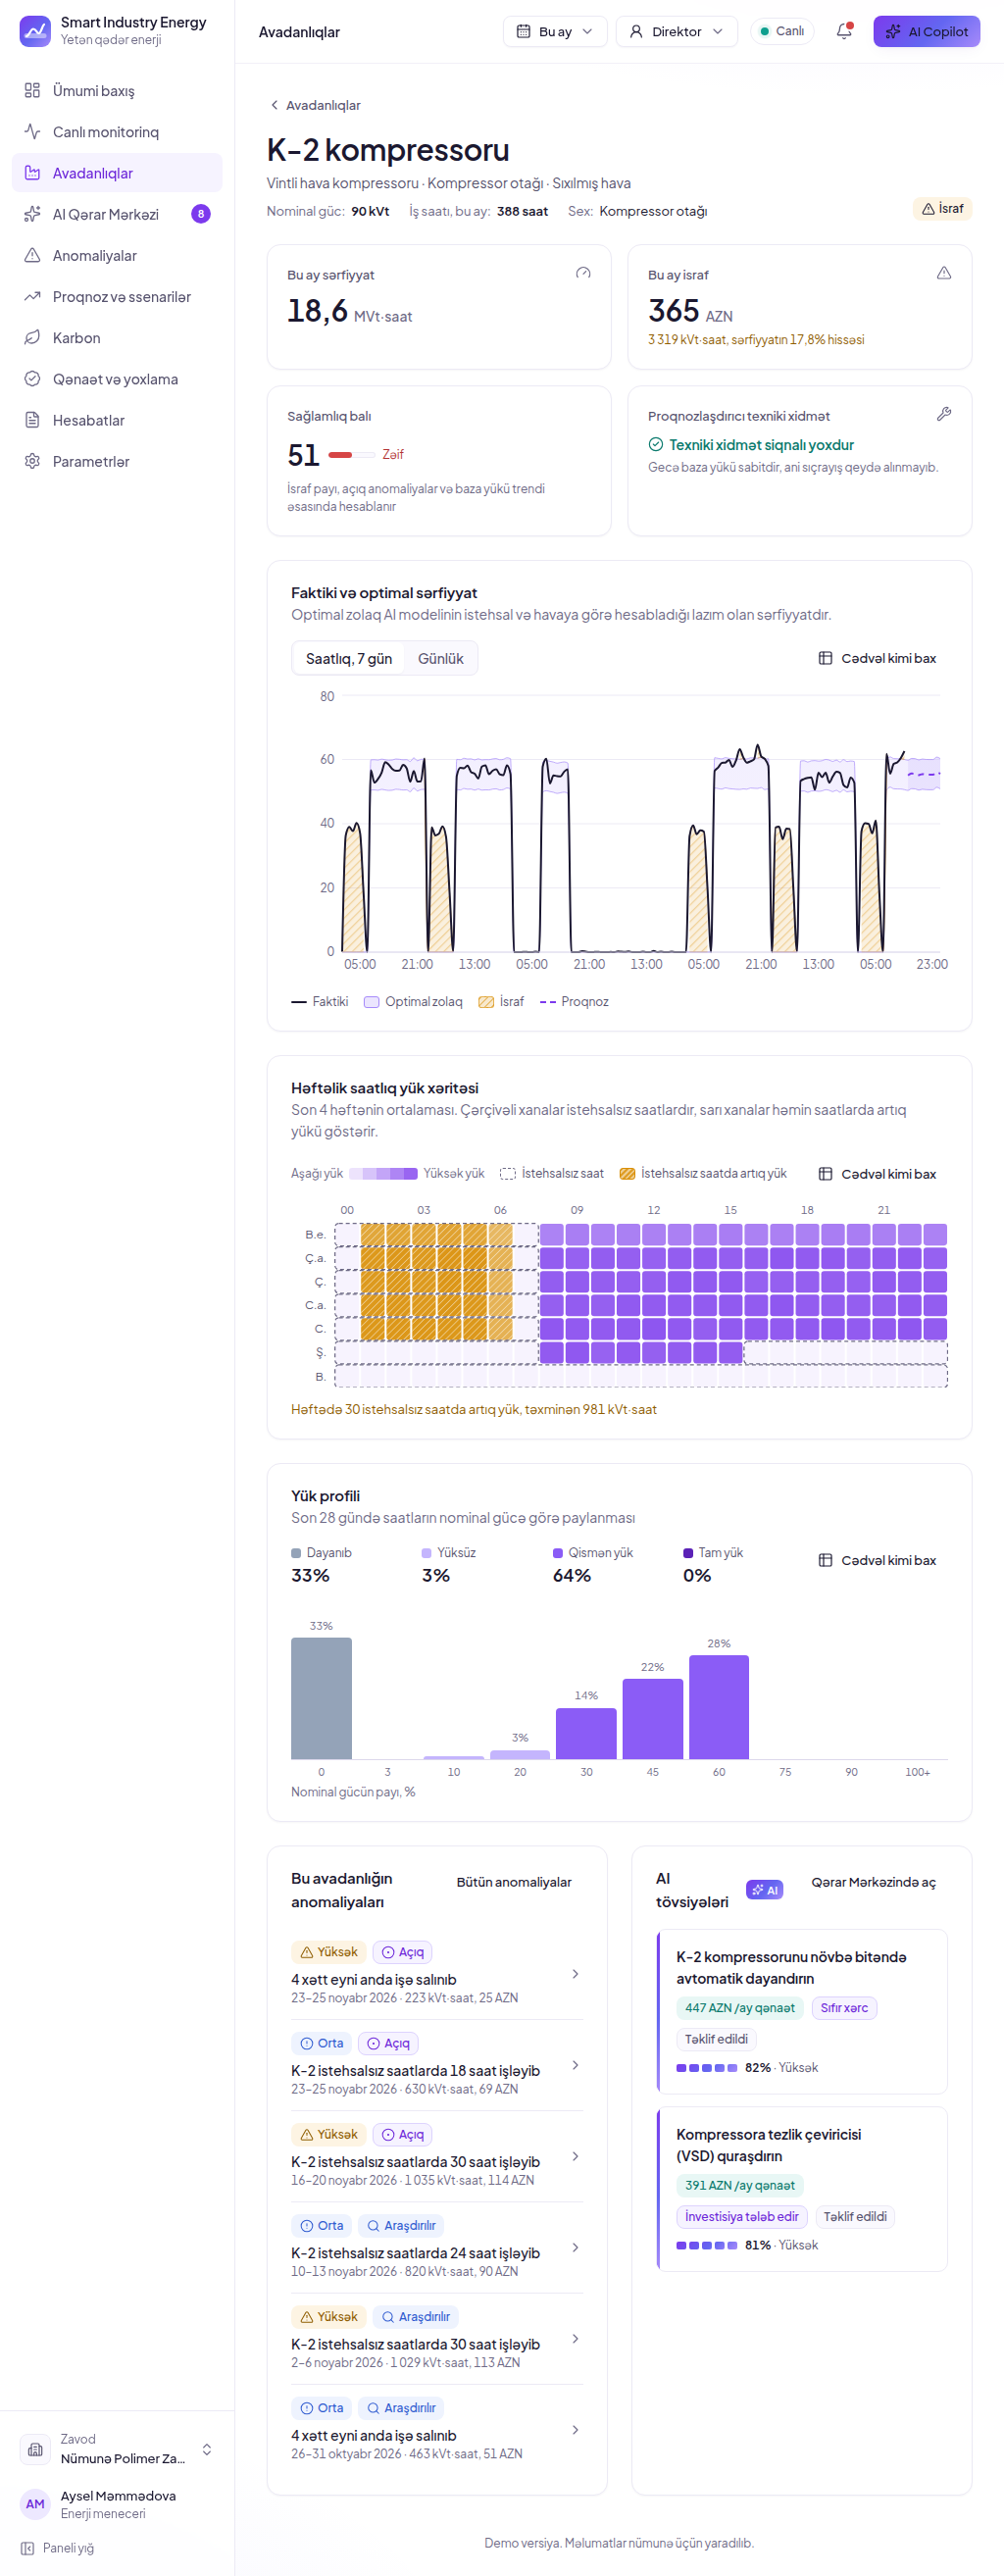 Smart Industry Energy
Yetən qədər enerji
Ümumi baxış
Canlı monitorinq
Avadanlıqlar
AI Qərar Mərkəzi 8
Anomaliyalar
Proqnoz və ssenarilər
Karbon
Qənaət və yoxlama
Hesabatlar
Parametrlər
Zavod
Nümunə Polimer Za...
AM
Aysel Məmmədova
Enerji meneceri
Paneli yığ
Avadanlıqlar
Bu ay
Direktor
Canlı
AI Copilot
Avadanlıqlar
K-2 kompressoru
Vintli hava kompressoru · Kompressor otağı · Sıxılmış hava
Nominal güc: 90 kVt İş saatı, bu ay: 388 saat Sex: Kompressor otağı
İsraf
Bu ay sərfiyyat
18,6 MVt·saat
Bu ay israf
365 AZN
3 319 kVt·saat, sərfiyyatın 17,8% hissəsi
Sağlamlıq balı
51 Zəif
İsraf payı, açıq anomaliyalar və baza yükü trendi
əsasında hesablanır
Proqnozlaşdırıcı texniki xidmət
Texniki xidmət siqnalı yoxdur
Gecə baza yükü sabitdir, ani sıçrayış qeydə alınmayıb.
Faktiki və optimal sərfiyyat
Optimal zolaq AI modelinin istehsal və havaya görə hesabladığı lazım olan sərfiyyatdır.
Saatlıq, 7 gün Günlük
Cədvəl kimi bax
80
60
40
20
0
05:00 21:00 13:00 05:00 21:00 13:00 05:00 21:00 13:00 05:00 23:00
Faktiki Optimal zolaq İsraf Proqnoz
Həftəlik saatlıq yük xəritəsi
Son 4 həftənin ortalaması. Çərçivəli xanalar istehsalsız saatlardır, sarı xanalar həmin saatlarda artıq
yükü göstərir.
Aşağı yük Yüksək yük İstehsalsız saat İstehsalsız saatda artıq yük
Cədvəl kimi bax
00 03 06 09 12 15 18 21
B.e.
Ç.a.
Ç.
C.a.
C.
Ş.
B.
Həftədə 30 istehsalsız saatda artıq yük, təxminən 981 kVt·saat
Yük profili
Son 28 gündə saatların nominal gücə görə paylanması
Dayanıb Yüksüz Qismən yük Tam yük
33% 3% 64% 0%
Cədvəl kimi bax
33% 3% 14% 22% 28%
0 3 10 20 30 45 60 75 90 100+
Nominal gücün payı, %
Bu avadanlığın
anomaliyaları
Bütün anomaliyalar
Yüksək Açıq
4 xətt eyni anda işə salınıb
23–25 noyabr 2026 · 223 kVt·saat, 25 AZN
Orta Açıq
K-2 istehsalsız saatlarda 18 saat işləyib
23–25 noyabr 2026 · 630 kVt·saat, 69 AZN
Yüksək Açıq
K-2 istehsalsız saatlarda 30 saat işləyib
16–20 noyabr 2026 · 1 035 kVt·saat, 114 AZN
Orta Araşdırılır
K-2 istehsalsız saatlarda 24 saat işləyib
10–13 noyabr 2026 · 820 kVt·saat, 90 AZN
Yüksək Araşdırılır
K-2 istehsalsız saatlarda 30 saat işləyib
2–6 noyabr 2026 · 1 029 kVt·saat, 113 AZN
Orta Araşdırılır
4 xətt eyni anda işə salınıb
26–31 oktyabr 2026 · 463 kVt·saat, 51 AZN
AI
tövsiyələri
AI
Qərar Mərkəzində aç
K-2 kompressorunu növbə bitəndə
avtomatik dayandırın
447 AZN /ay qənaət Sıfır xərc
Təklif edildi
82% · Yüksək
Kompressora tezlik çeviricisi
(VSD) quraşdırın
391 AZN /ay qənaət
İnvestisiya tələb edir Təklif edildi
81% · Yüksək
Demo versiya. Məlumatlar nümunə üçün yaradılıb.